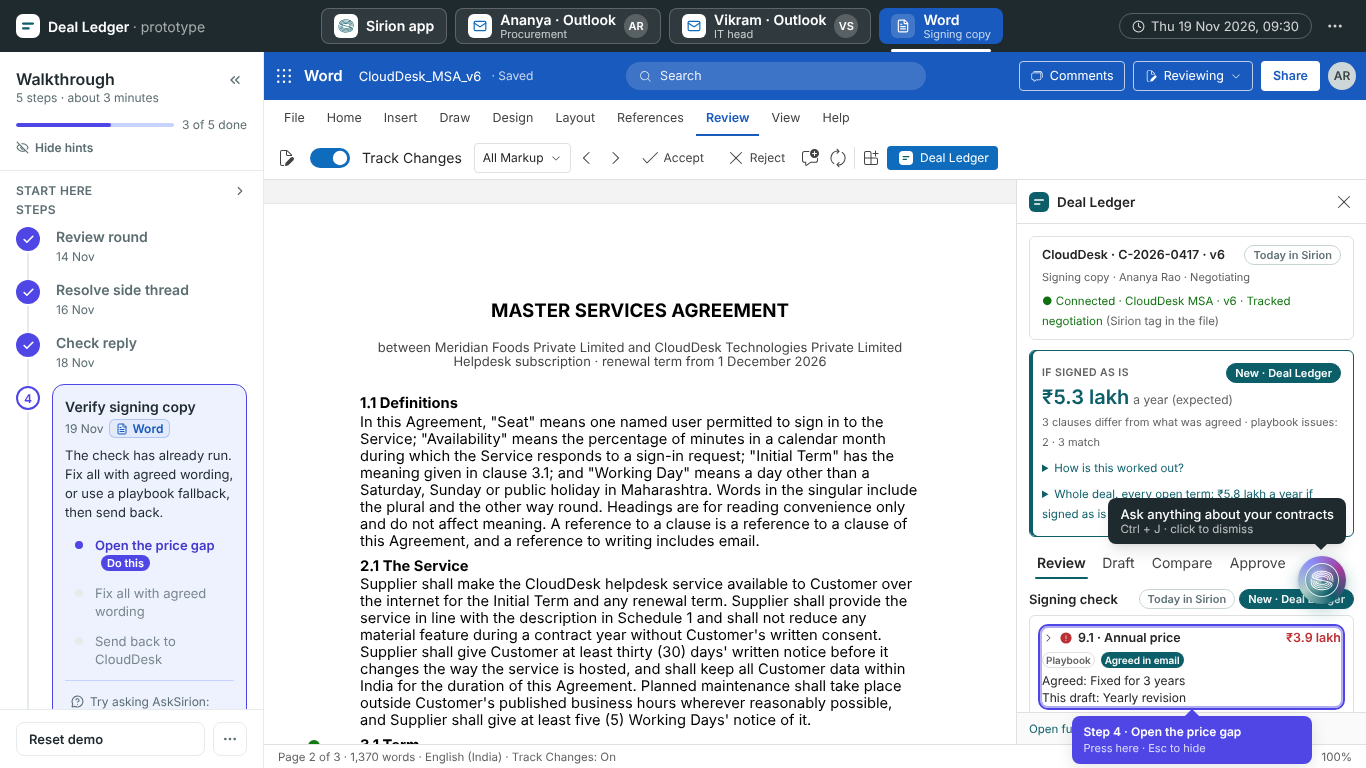 Deal Ledger · prototype
Sirion app
Ananya · Outlook
Procurement
AR
Vikram · Outlook
IT head
VS
Word
Signing copy
Thu 19 Nov 2026, 09:30
Walkthrough
5 steps · about 3 minutes
3 of 5 done
Hide hints
START HERE
STEPS
Review round
14 Nov
Resolve side thread
16 Nov
Check reply
18 Nov
4
Verify signing copy
19 Nov
Word
The check has already run.
Fix all with agreed wording,
or use a playbook fallback,
then send back.
Open the price gap
Do this
Fix all with agreed
wording
Send back to
CloudDesk
Try asking AskSirion:
Reset demo
Word
CloudDesk_MSA_v6
· Saved
Search
Comments
Reviewing
Share
AR
File
Home
Insert
Draw
Design
Layout
References
Review
View
Help
Track Changes
All Markup
Accept
Reject
Deal Ledger
MASTER SERVICES AGREEMENT
between Meridian Foods Private Limited and CloudDesk Technologies Private Limited
Helpdesk subscription · renewal term from 1 December 2026
1.1 Definitions
In this Agreement, "Seat" means one named user permitted to sign in to the
Service; "Availability" means the percentage of minutes in a calendar month
during which the Service responds to a sign-in request; "Initial Term" has the
meaning given in clause 3.1; and "Working Day" means a day other than a
Saturday, Sunday or public holiday in Maharashtra. Words in the singular include
the plural and the other way round. Headings are for reading convenience only
and do not affect meaning. A reference to a clause is a reference to a clause of
this Agreement, and a reference to writing includes email.
2.1 The Service
Supplier shall make the CloudDesk helpdesk service available to Customer over
the internet for the Initial Term and any renewal term. Supplier shall provide the
service in line with the description in Schedule 1 and shall not reduce any
material feature during a contract year without Customer's written consent.
Supplier shall give Customer at least thirty (30) days' written notice before it
changes the way the service is hosted, and shall keep all Customer data within
India for the duration of this Agreement. Planned maintenance shall take place
outside Customer's published business hours wherever reasonably possible,
and Supplier shall give at least five (5) Working Days' notice of it.
3.1 Term
Page 2 of 3 · 1,370 words · English (India) · Track Changes: On
100%
Deal Ledger
CloudDesk · C-2026-0417 · v6
Today in Sirion
Signing copy · Ananya Rao · Negotiating
Connected · CloudDesk MSA · v6 · Tracked
negotiation (Sirion tag in the file)
IF SIGNED AS IS
New · Deal Ledger
₹5.3 lakh a year (expected)
3 clauses differ from what was agreed · playbook issues:
2 · 3 match
How is this worked out?
Whole deal, every open term: ₹5.8 lakh a year if
signed as is
Ask anything about your contracts
Ctrl + J · click to dismiss
Review
Draft
Compare
Approve
Signing check
Today in Sirion
New · Deal Ledger
9.1 · Annual price
₹3.9 lakh
Playbook
Agreed in email
Agreed: Fixed for 3 years
This draft: Yearly revision
Open
Step 4 · Open the price gap
Press here · Esc to hide